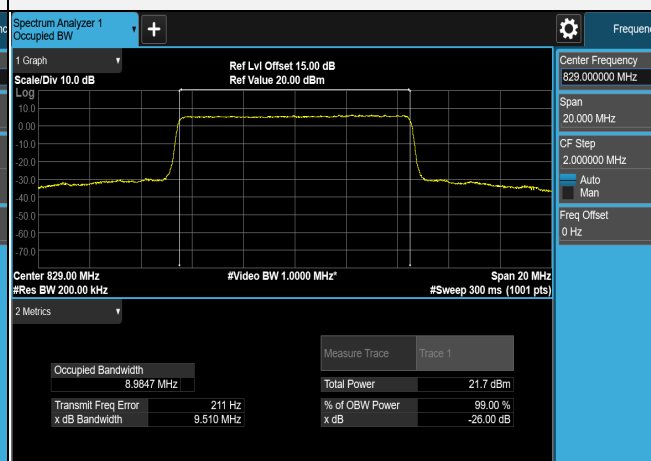 Spectrum Analyzer 1
Occupied BW
Frequen
1 Graph
Scale/Div 10.0 dB
Ref Lvl Offset 15.00 dB
Ref Value 20.00 dBm
Log
10.0
0.00
-10.0
-20.0
-30.0
-40.0
-50.0
-60.0
-70.0
Center 829.00 MHz
#Video BW 1.0000 MHz*
Span 20 MHz
#Res BW 200.00 kHz
#Sweep 300 ms (1001 pts)
Center Frequency
829.000000 MHz
Span
20.000 MHz
CF Step
2.000000 MHz
Auto
Man
Freq Offset
0 Hz
2 Metrics
Measure Trace
Trace 1
Occupied Bandwidth
8.9847 MHz
Total Power
21.7 dBm
Transmit Freq Error
211 Hz
% of OBW Power
99.00 %
x dB Bandwidth
9.510 MHz
x dB
-26.00 dB